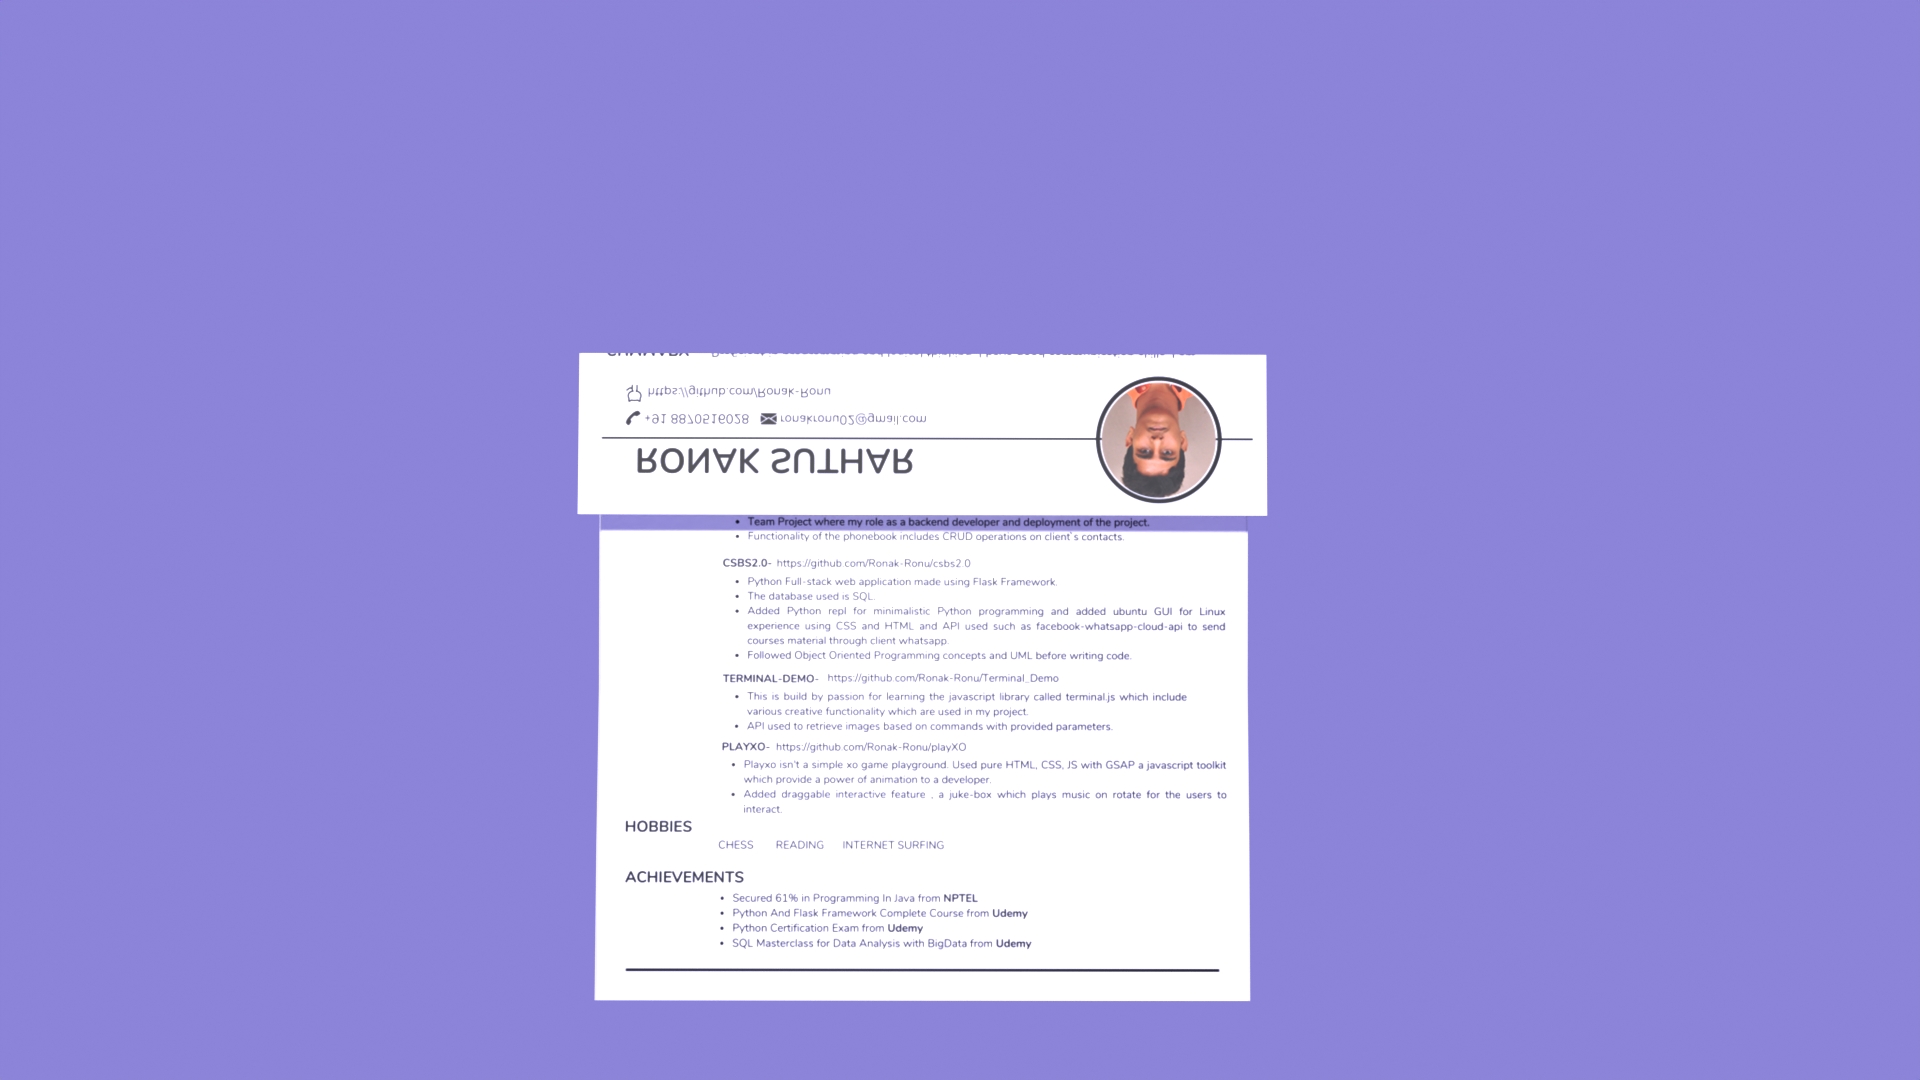 SUMMARY
https://github.com/Ronak-Ronu
+91 8870516028 ronakronu02@gmail.com
RONAK SUTHAR
• Team Project where my role as a backend developer and deployment of the project.
• Functionality of the phonebook includes CRUD operations on client's contacts.
CSBS2.0- https://github.com/Ronak-Ronu/csbs2.0
• Python Full-stack web application made using Flask Framework.
• The database used is SQL.
• Added Python repl for minimalistic Python programming and added ubuntu GUI for Linux
experience using CSS and HTML and API used such as facebook-whatsapp-cloud-api to send
courses material through client whatsapp.
• Followed Object Oriented Programming concepts and UML before writing code.
TERMINAL-DEMO- https://github.com/Ronak-Ronu/Terminal_Demo
• This is build by passion for learning the javascript library called terminal.js which include
various creative functionality which are used in my project.
• API used to retrieve images based on commands with provided parameters.
PLAYXO- https://github.com/Ronak-Ronu/playXO
• Playxo isn't a simple xo game playground. Used pure HTML, CSS, JS with GSAP a javascript toolkit
which provide a power of animation to a developer.
• Added draggable interactive feature , a juke-box which plays music on rotate for the users to
interact.
HOBBIES
CHESS READING INTERNET SURFING
ACHIEVEMENTS
• Secured 61% in Programming In Java from NPTEL
• Python And Flask Framework Complete Course from Udemy
• Python Certification Exam from Udemy
• SQL Masterclass for Data Analysis with BigData from Udemy